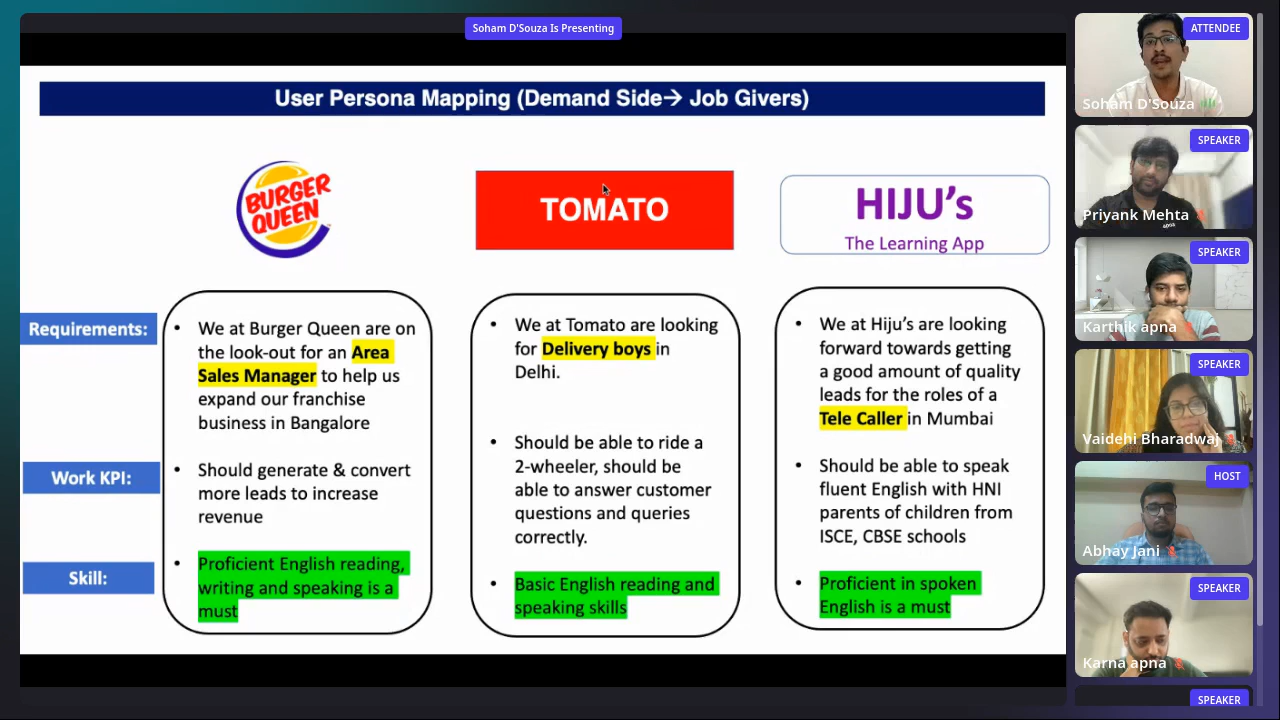 Soham D'Souza Is Presenting
User Persona Mapping (Demand Side→ Job Givers)
BURGER
QUEEN
TOMATO
HIJU's
The Learning App
Requirements:
• We at Burger Queen are on
the look-out for an Area
Sales Manager to help us
expand our franchise
business in Bangalore
• We at Tomato are looking
for Delivery boys in
Delhi.
• We at Hiju's are looking
forward towards getting
a good amount of quality
leads for the roles of a
Tele Caller in Mumbai
Work KPI:
• Should generate & convert
more leads to increase
revenue
• Should be able to ride a
2-wheeler, should be
able to answer customer
questions and queries
correctly.
• Should be able to speak
fluent English with HNI
parents of children from
ISCE, CBSE schools
Skill:
• Proficient English reading,
writing and speaking is a
must
• Basic English reading and
speaking skills
• Proficient in spoken
English is a must
ATTENDEE
Soham D'Souza
SPEAKER
Priyank Mehta
SPEAKER
Karthik apna
SPEAKER
Vaidehi Bharadwaj
HOST
Abhay Jani
SPEAKER
Karna apna
SPEAKER